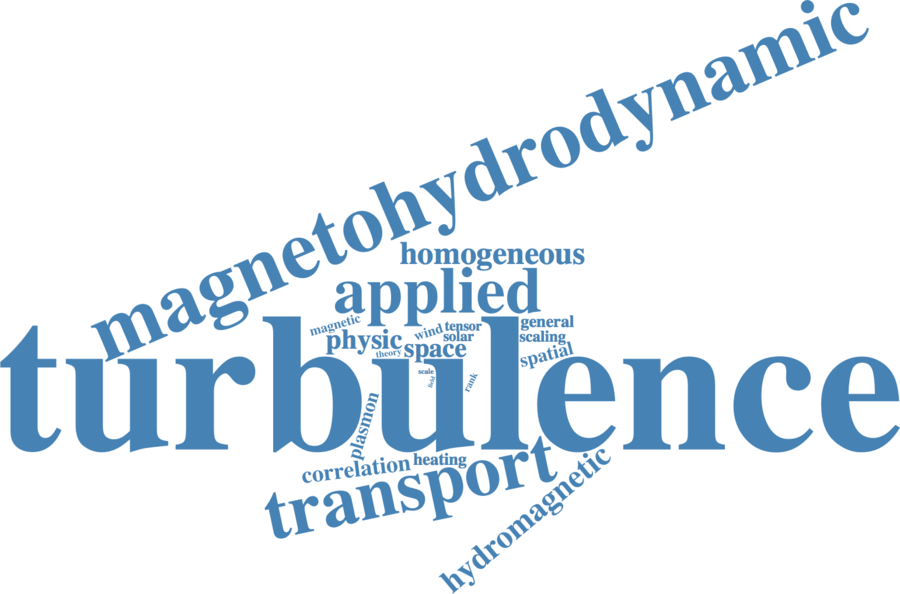 magnetohydrodynamic
homogeneous
applied
turbulence
magnetic
wind
tensor
general
physic
solar
scaling
theory
space
spatial
scale
field
rank
plasmon
correlation
heating
transport
hydromagnetic